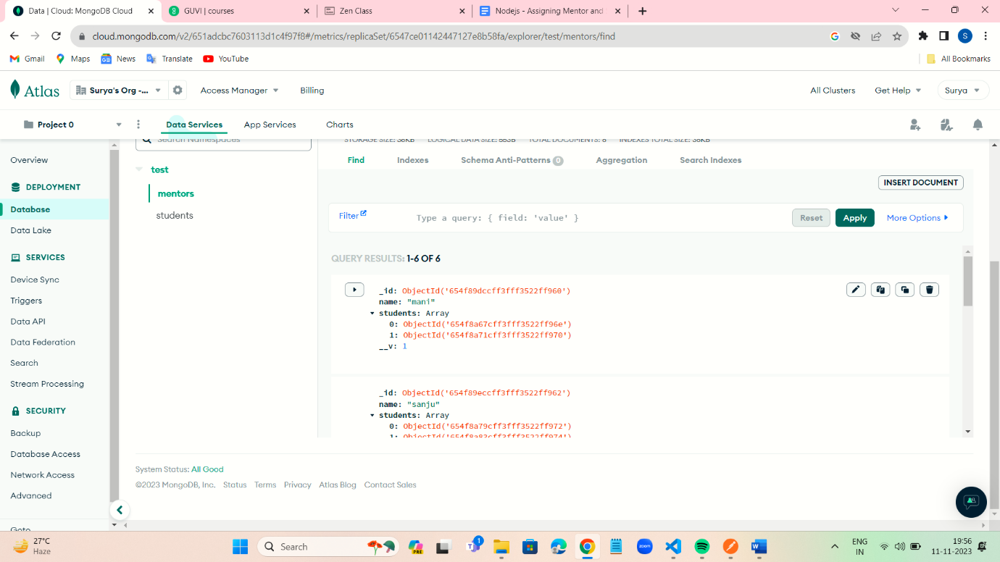 Data | Cloud: MongoDB Cloud
GUVI | courses
Zen Class
Nodejs - Assigning Mentor and
cloud.mongodb.com/v2/651adcbc7603113d1c4f97f8#/metrics/replicaSet/6547ce01142447127e8b58fa/explorer/test/mentors/find
S
Gmail
Maps
News
Translate
YouTube
All Bookmarks
Atlas
Surya's Org -...
Access Manager
Billing
All Clusters
Get Help
Surya
Project 0
Data Services
App Services
Charts
Search Namespaces
STORAGE SIZE: 36KB LOGICAL DATA SIZE: 553B TOTAL DOCUMENTS: 6 INDEXES TOTAL SIZE: 36KB
Overview
DEPLOYMENT
Database
Data Lake
SERVICES
Device Sync
Triggers
Data API
Data Federation
Search
Stream Processing
SECURITY
Backup
Database Access
Network Access
Advanced
Goto
test
mentors
students
Find
Indexes
Schema Anti-Patterns 0
Aggregation
Search Indexes
INSERT DOCUMENT
Filter
Type a query: { field: 'value' }
Reset
Apply
More Options
QUERY RESULTS: 1-6 OF 6
_id: ObjectId('654f89dccff3fff3522ff960')
name: "mani"
students: Array
0: ObjectId('654f8a67cff3fff3522ff96e')
1: ObjectId('654f8a71cff3fff3522ff970')
__v: 1
_id: ObjectId('654f89eccff3fff3522ff962')
name: "sanju"
students: Array
0: ObjectId('654f8a79cff3fff3522ff972')
1: ObjectId('654f8a83cff3fff3522ff974')
System Status: All Good
©2023 MongoDB, Inc. Status Terms Privacy Atlas Blog Contact Sales
27°C
Haze
Search
PRE
1
zoom
ENG
IN
19:56
11-11-2023